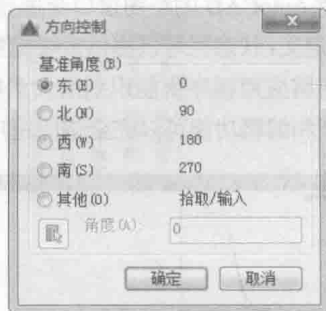 方向控制
基准角度(B)
东(E) 0
北(N) 90
西(W) 180
南(S) 270
其他(O) 拾取/输入
角度(A): 0
确定 取消